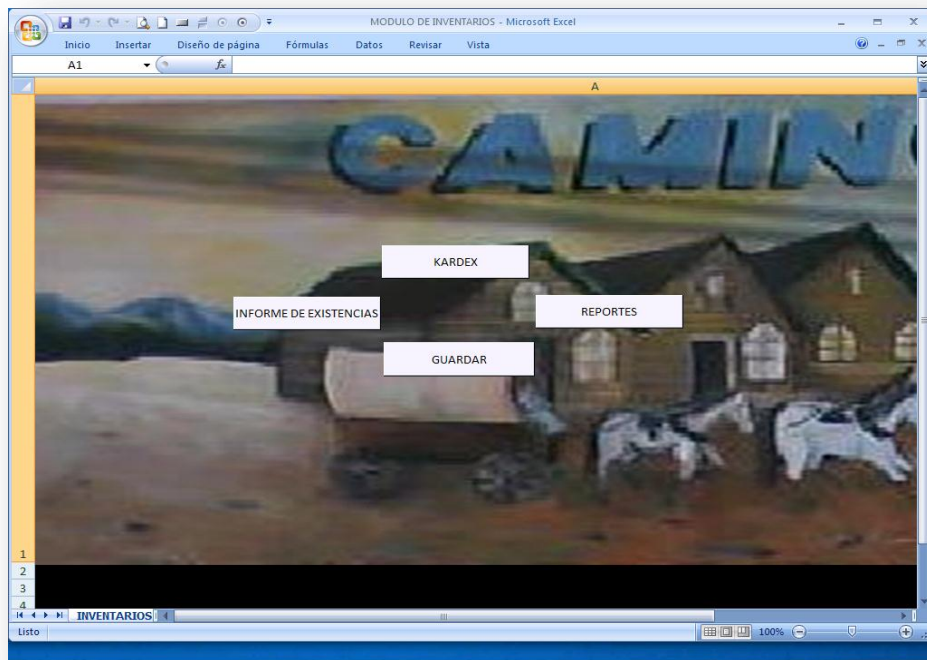 MODULO DE INVENTARIOS - Microsoft Excel
Inicio Insertar Diseño de página Fórmulas Datos Revisar Vista
A1 fx
A
CAMIN
KARDEX
INFORME DE EXISTENCIAS
REPORTES
GUARDAR
1
2
3
4
INVENTARIOS
Listo 100%